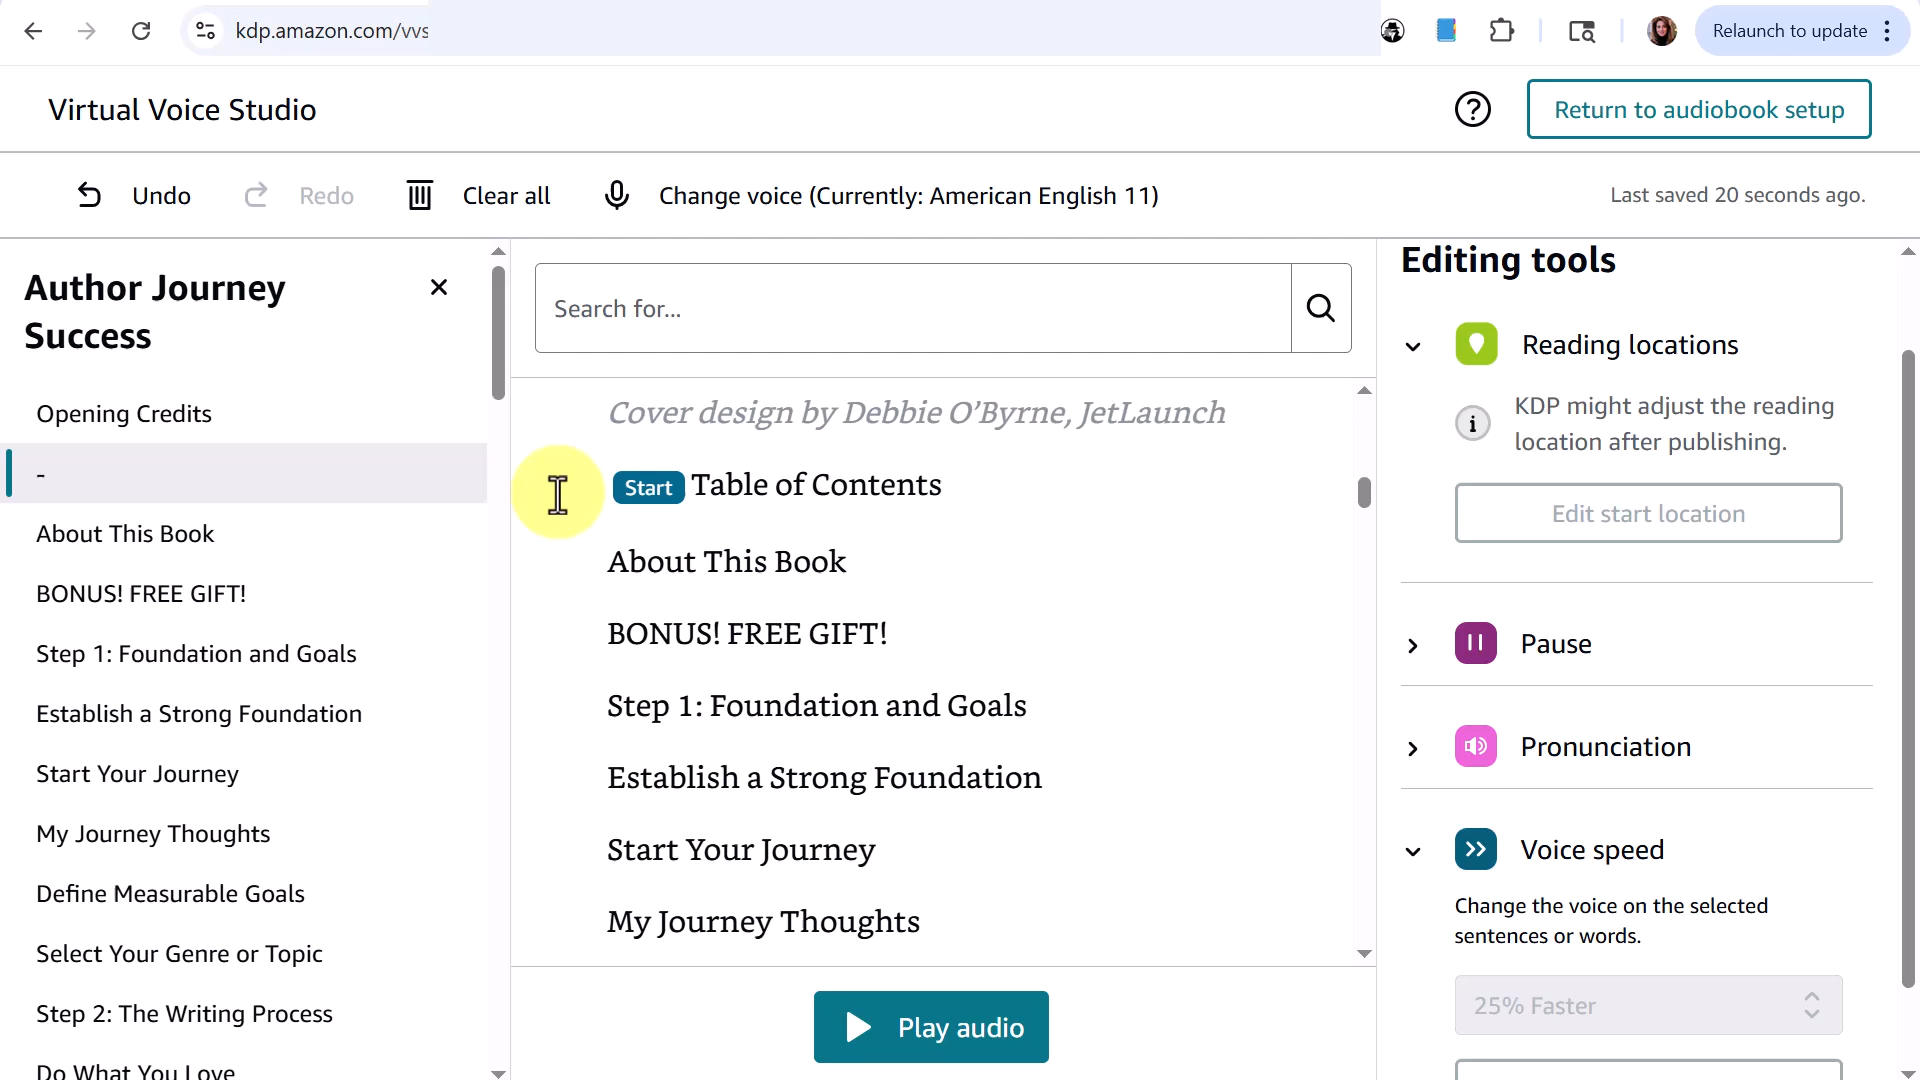 kdp.amazon.com/vvs
Relaunch to update
Virtual Voice Studio
Return to audiobook setup
Undo
Redo
Clear all
Change voice (Currently: American English 11)
Last saved 20 seconds ago.
Author Journey
Success
Opening Credits
-
About This Book
BONUS! FREE GIFT!
Step 1: Foundation and Goals
Establish a Strong Foundation
Start Your Journey
My Journey Thoughts
Define Measurable Goals
Select Your Genre or Topic
Step 2: The Writing Process
Do What You Love
Search for...
Cover design by Debbie O’Byrne, JetLaunch
Start Table of Contents
About This Book
BONUS! FREE GIFT!
Step 1: Foundation and Goals
Establish a Strong Foundation
Start Your Journey
My Journey Thoughts
Play audio
Editing tools
Reading locations
KDP might adjust the reading
location after publishing.
Edit start location
Pause
Pronunciation
Voice speed
Change the voice on the selected
sentences or words.
25% Faster